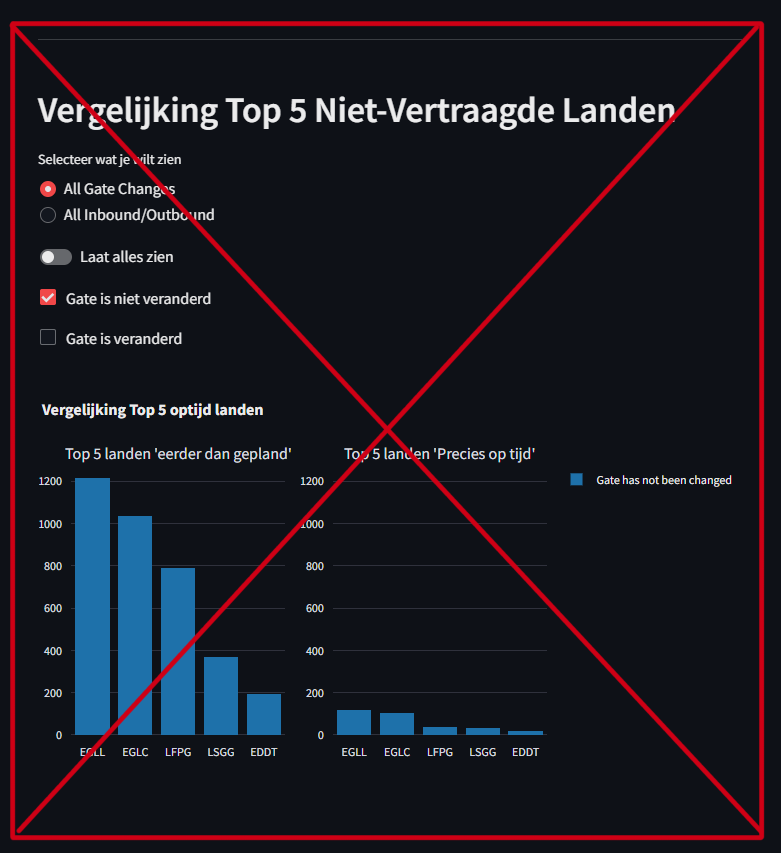 Vergelijking Top 5 Niet-Vertraagde Landen
Selecteer wat je wilt zien
All Gate Changes
All Inbound/Outbound
Laat alles zien
Gate is niet veranderd
Gate is veranderd
Vergelijking Top 5 optijd landen
Top 5 landen 'eerder dan gepland'
Top 5 landen 'Precies op tijd'
Gate has not been changed
1200
1000
800
600
400
200
0
EGLL EGLC LFPG LSGG EDDT
1200
1000
800
600
400
200
0
EGLL EGLC LFPG LSGG EDDT